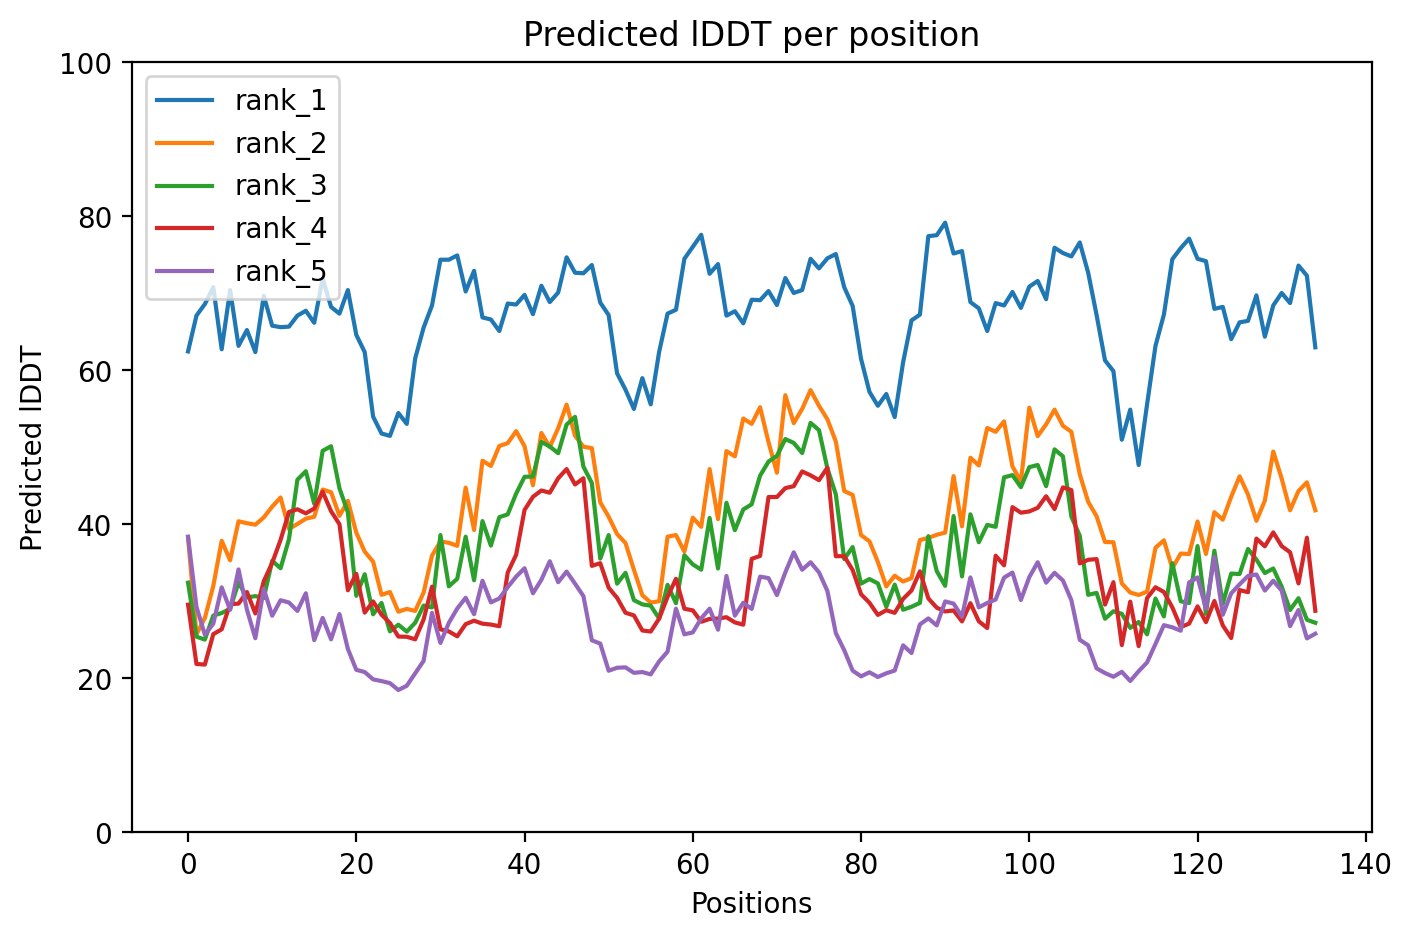 Predicted lDDT per position
100
80
60
40
20
0
Predicted lDDT
rank_1
rank_2
rank_3
rank_4
rank_5
0 20 40 60 80 100 120 140
Positions